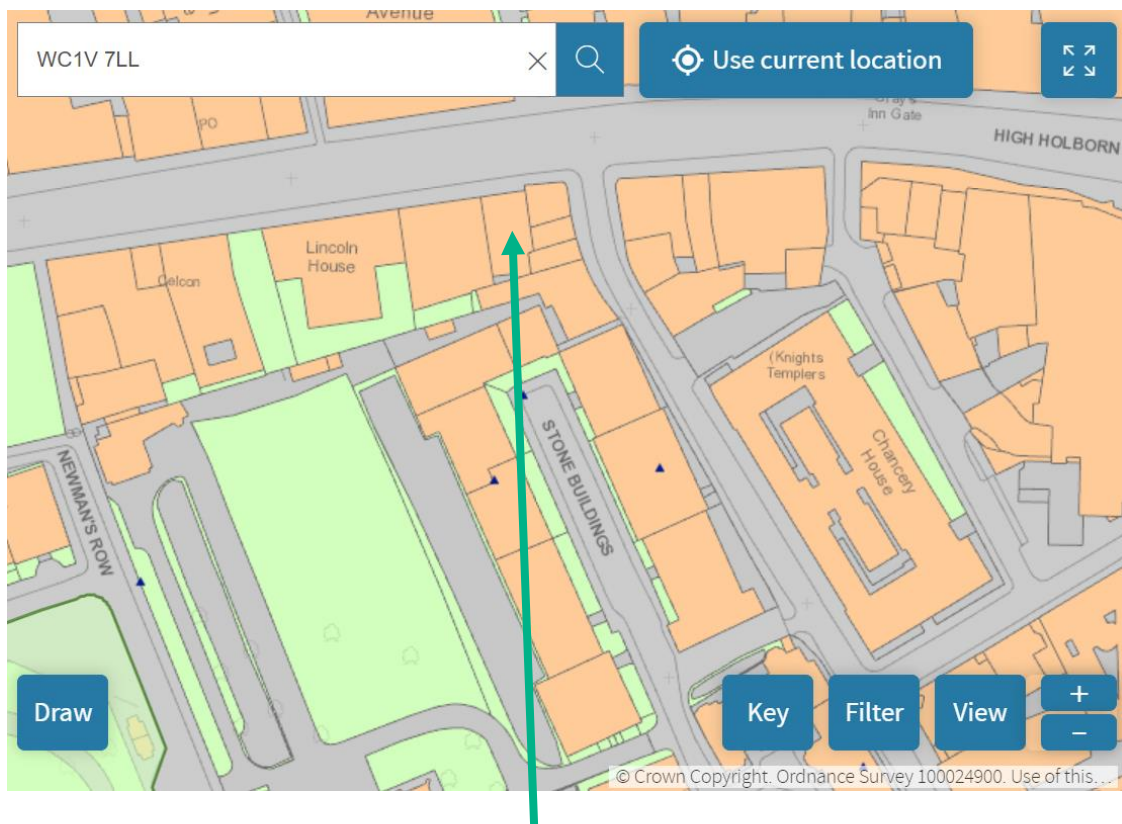 Avenue
WC1V 7LL
Use current location
Gray's
Inn Gate
HIGH HOLBORN
PO
Lincoln
House
Celcon
(Knights
Templers
STONE BUILDINGS
Chancery
House
NEWMAN'S ROW
Draw
Key
Filter
View
+
−
© Crown Copyright. Ordnance Survey 100024900. Use of this…